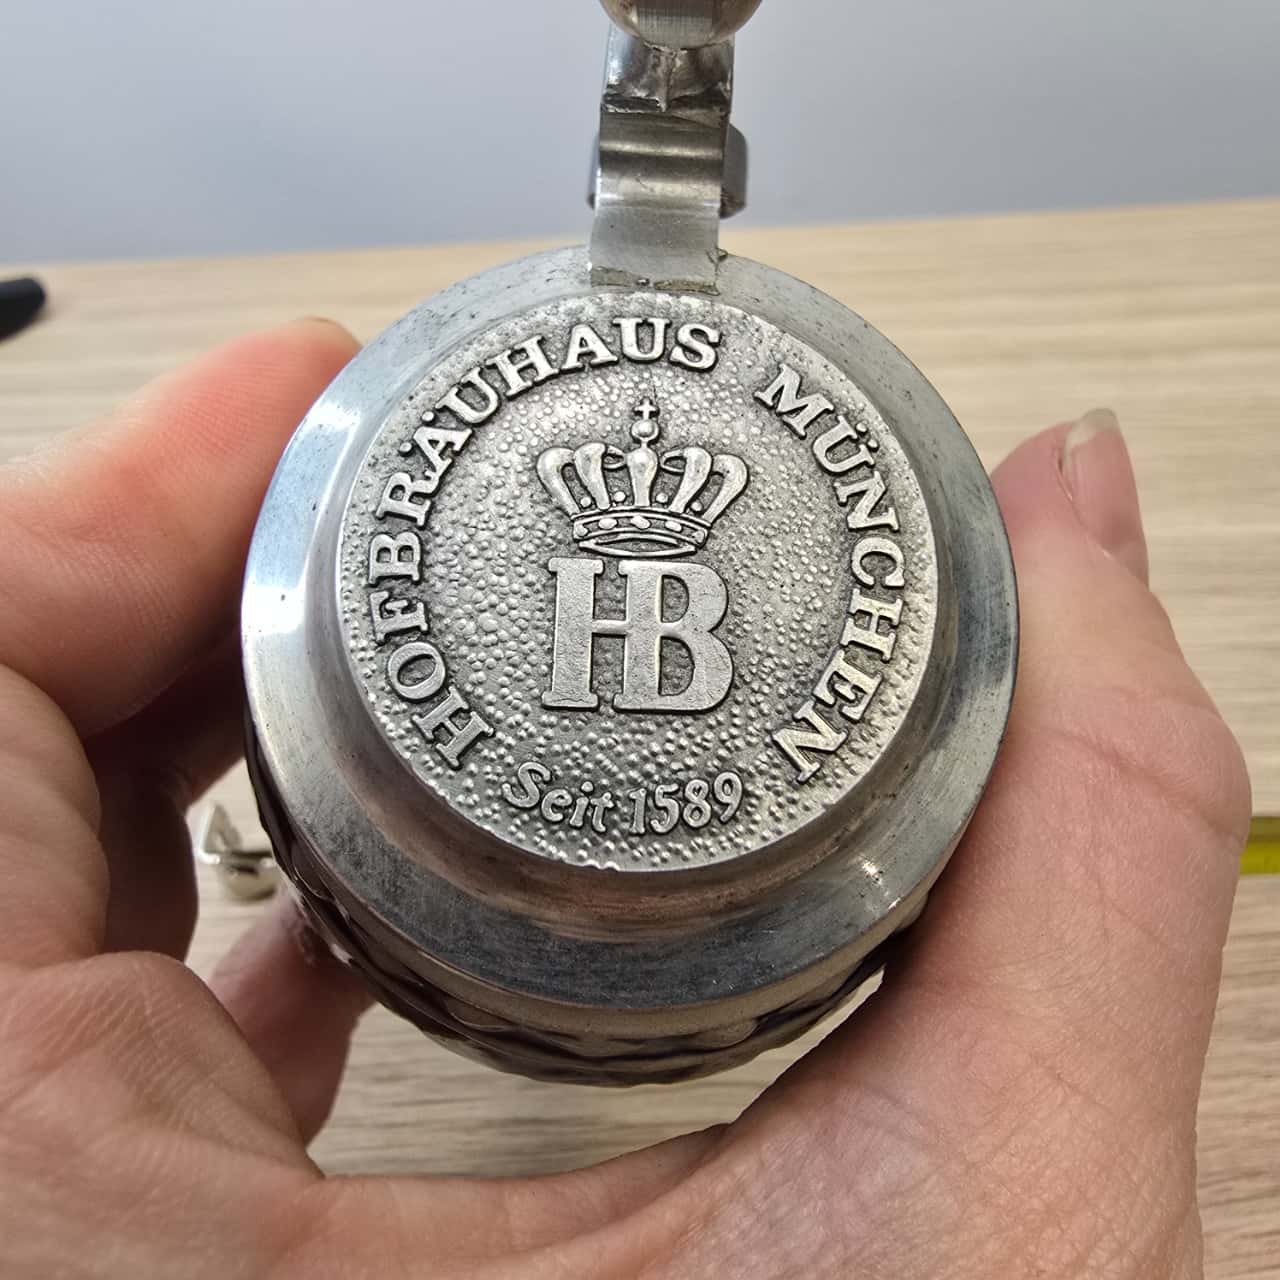 HOFBRÄUHAUS MÜNCHEN
HB
Seit 1589